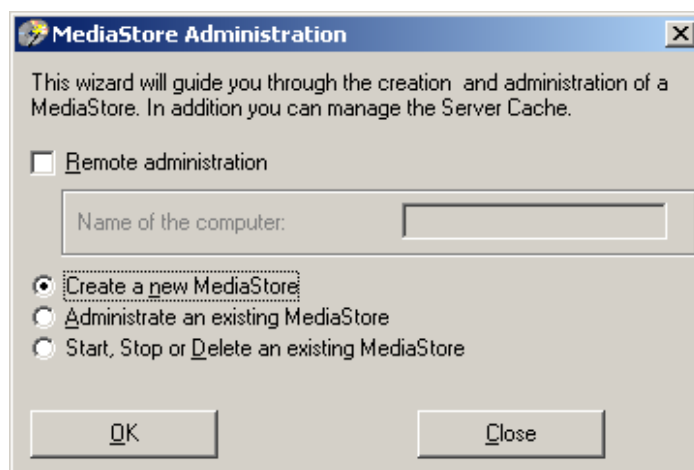 MediaStore Administration
This wizard will guide you through the creation and administration of a
MediaStore. In addition you can manage the Server Cache.
Remote administration
Name of the computer:
Create a new MediaStore
Administrate an existing MediaStore
Start, Stop or Delete an existing MediaStore
OK Close